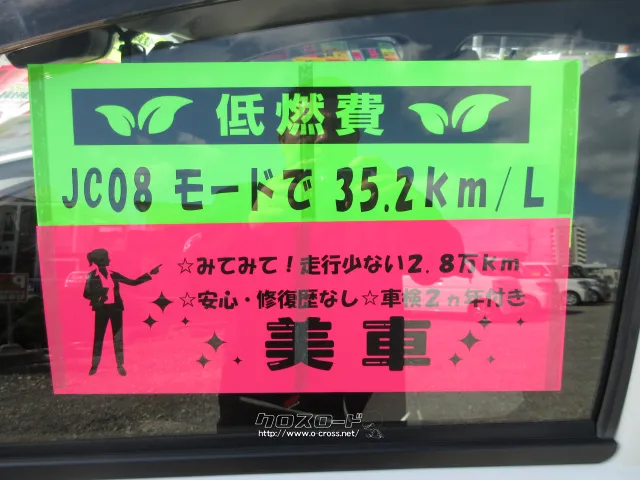 低燃費
JC08 モードで 35.2km/L
☆みてみて!走行少ない2.8万km
☆安心・修復歴なし☆車検2ヵ年付き
美車
クロスロード
http://www.o-cross.net/